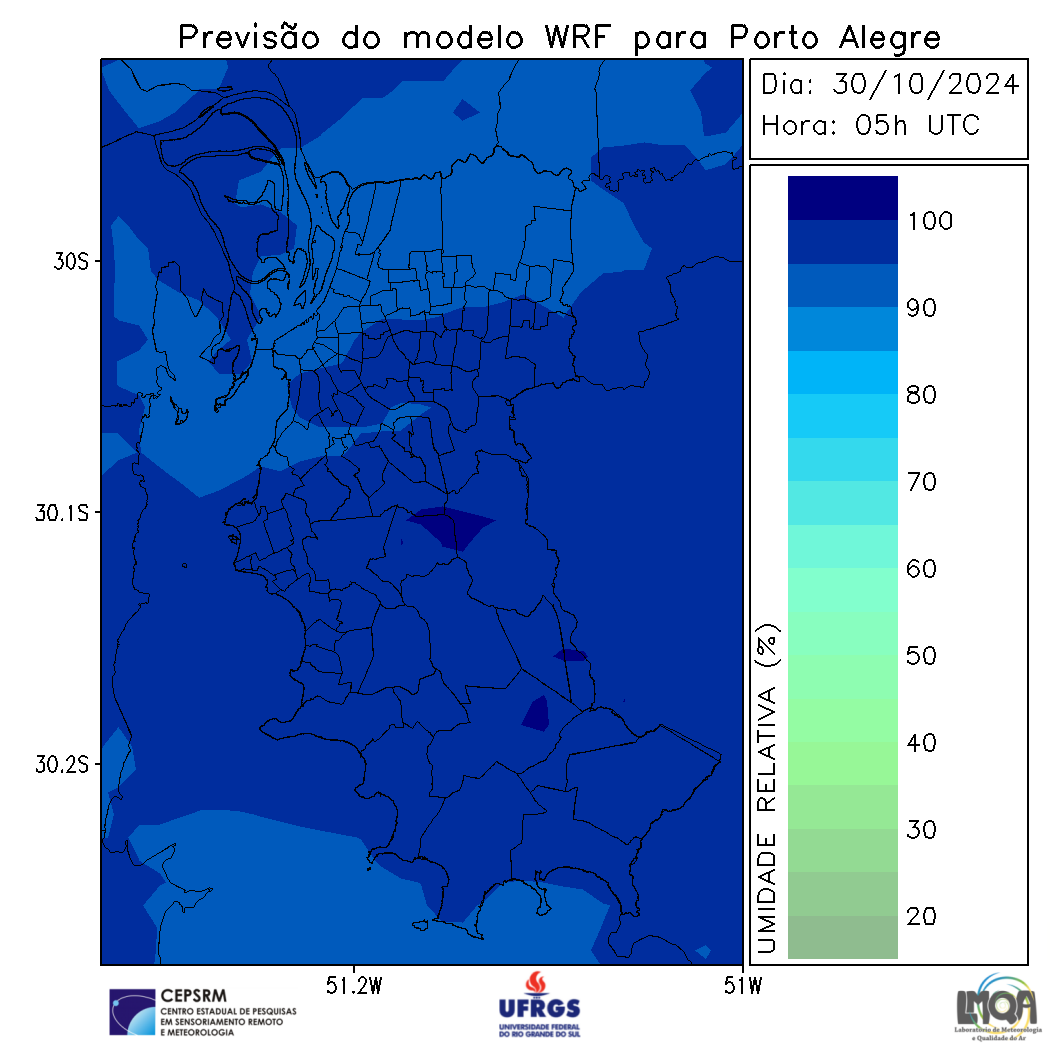 Previsão do modelo WRF para Porto Alegre
Dia: 30/10/2024
Hora: 05h UTC
30S
30.1S
30.2S
51.2W
51W
UMIDADE RELATIVA (%)
100
90
80
70
60
50
40
30
20
CEPSRM
CENTRO ESTADUAL DE PESQUISAS
EM SENSORIAMENTO REMOTO
E METEOROLOGIA
UFRGS
UNIVERSIDADE FEDERAL
DO RIO GRANDE DO SUL
LMQA
Laboratório de Meteorologia
e Qualidade do Ar